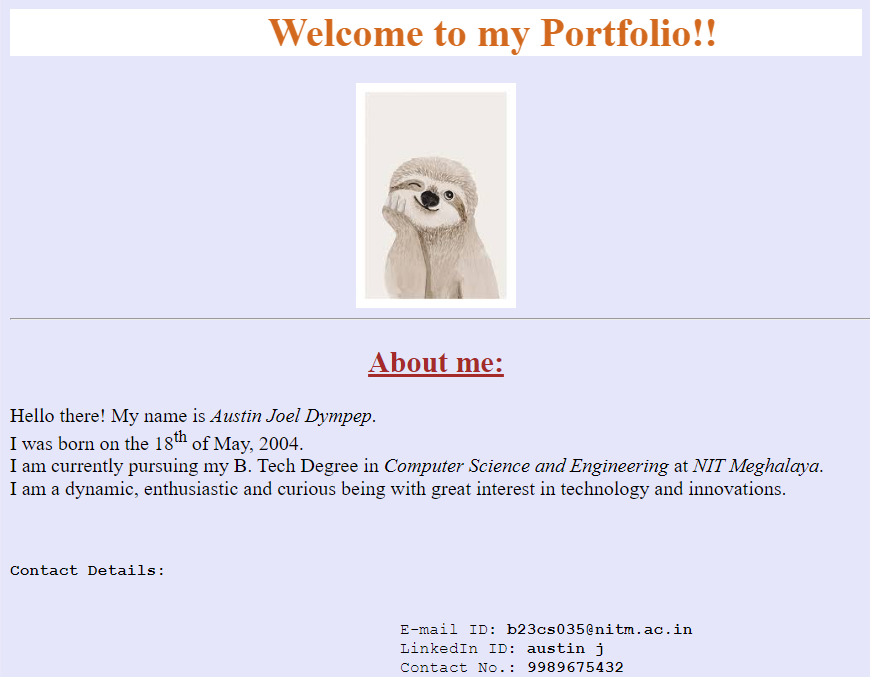 Welcome to my Portfolio!!
About me:
Hello there! My name is Austin Joel Dympep.
I was born on the 18th of May, 2004.
I am currently pursuing my B. Tech Degree in Computer Science and Engineering at NIT Meghalaya.
I am a dynamic, enthusiastic and curious being with great interest in technology and innovations.
Contact Details:
E-mail ID: b23cs035@nitm.ac.in
LinkedIn ID: austin j
Contact No.: 9989675432